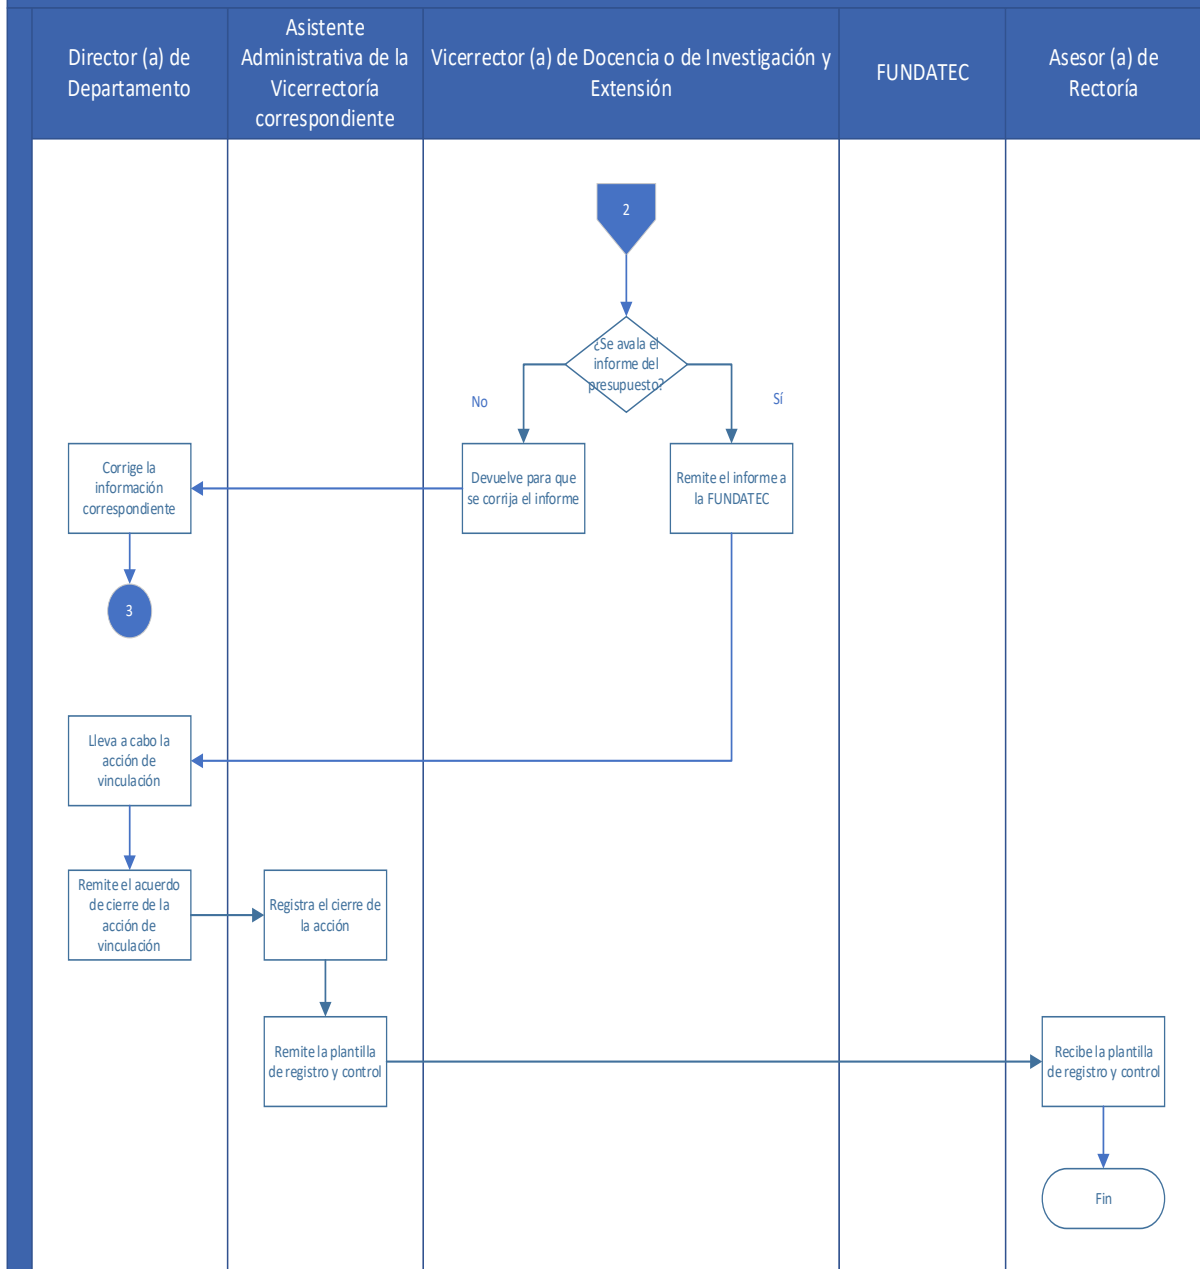 Director (a) de
Departamento
Asistente
Administrativa de la
Vicerrectoría
correspondiente
Vicerrector (a) de Docencia o de Investigación y
Extensión
FUNDATEC
Asesor (a) de
Rectoría
2
¿Se avala el
informe del
presupuesto?
No
Sí
Corrige la
información
correspondiente
Devuelve para que
se corrija el informe
Remite el informe a
la FUNDATEC
3
Lleva a cabo la
acción de
vinculación
Remite el acuerdo
de cierre de la
acción de
vinculación
Registra el cierre de
la acción
Remite la plantilla
de registro y control
Recibe la plantilla
de registro y control
Fin